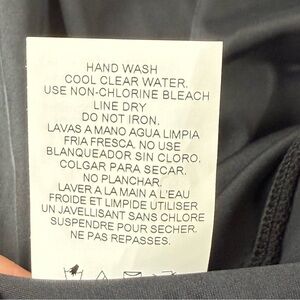 HAND WASH
COOL CLEAR WATER.
USE NON-CHLORINE BLEACH
LINE DRY
DO NOT IRON.
LAVAS A MANO AGUA LIMPIA
FRIA FRESCA. NO USE
BLANQUEADOR SIN CLORO.
COLGAR PARA SECAR.
NO PLANCHAR.
LAVER A LA MAIN A L'EAU
FROIDE ET LIMPIDE UTILISER
UN JAVELLISANT SANS CHLORE
SUSPENDRE POUR SECHER.
NE PAS REPASSES.